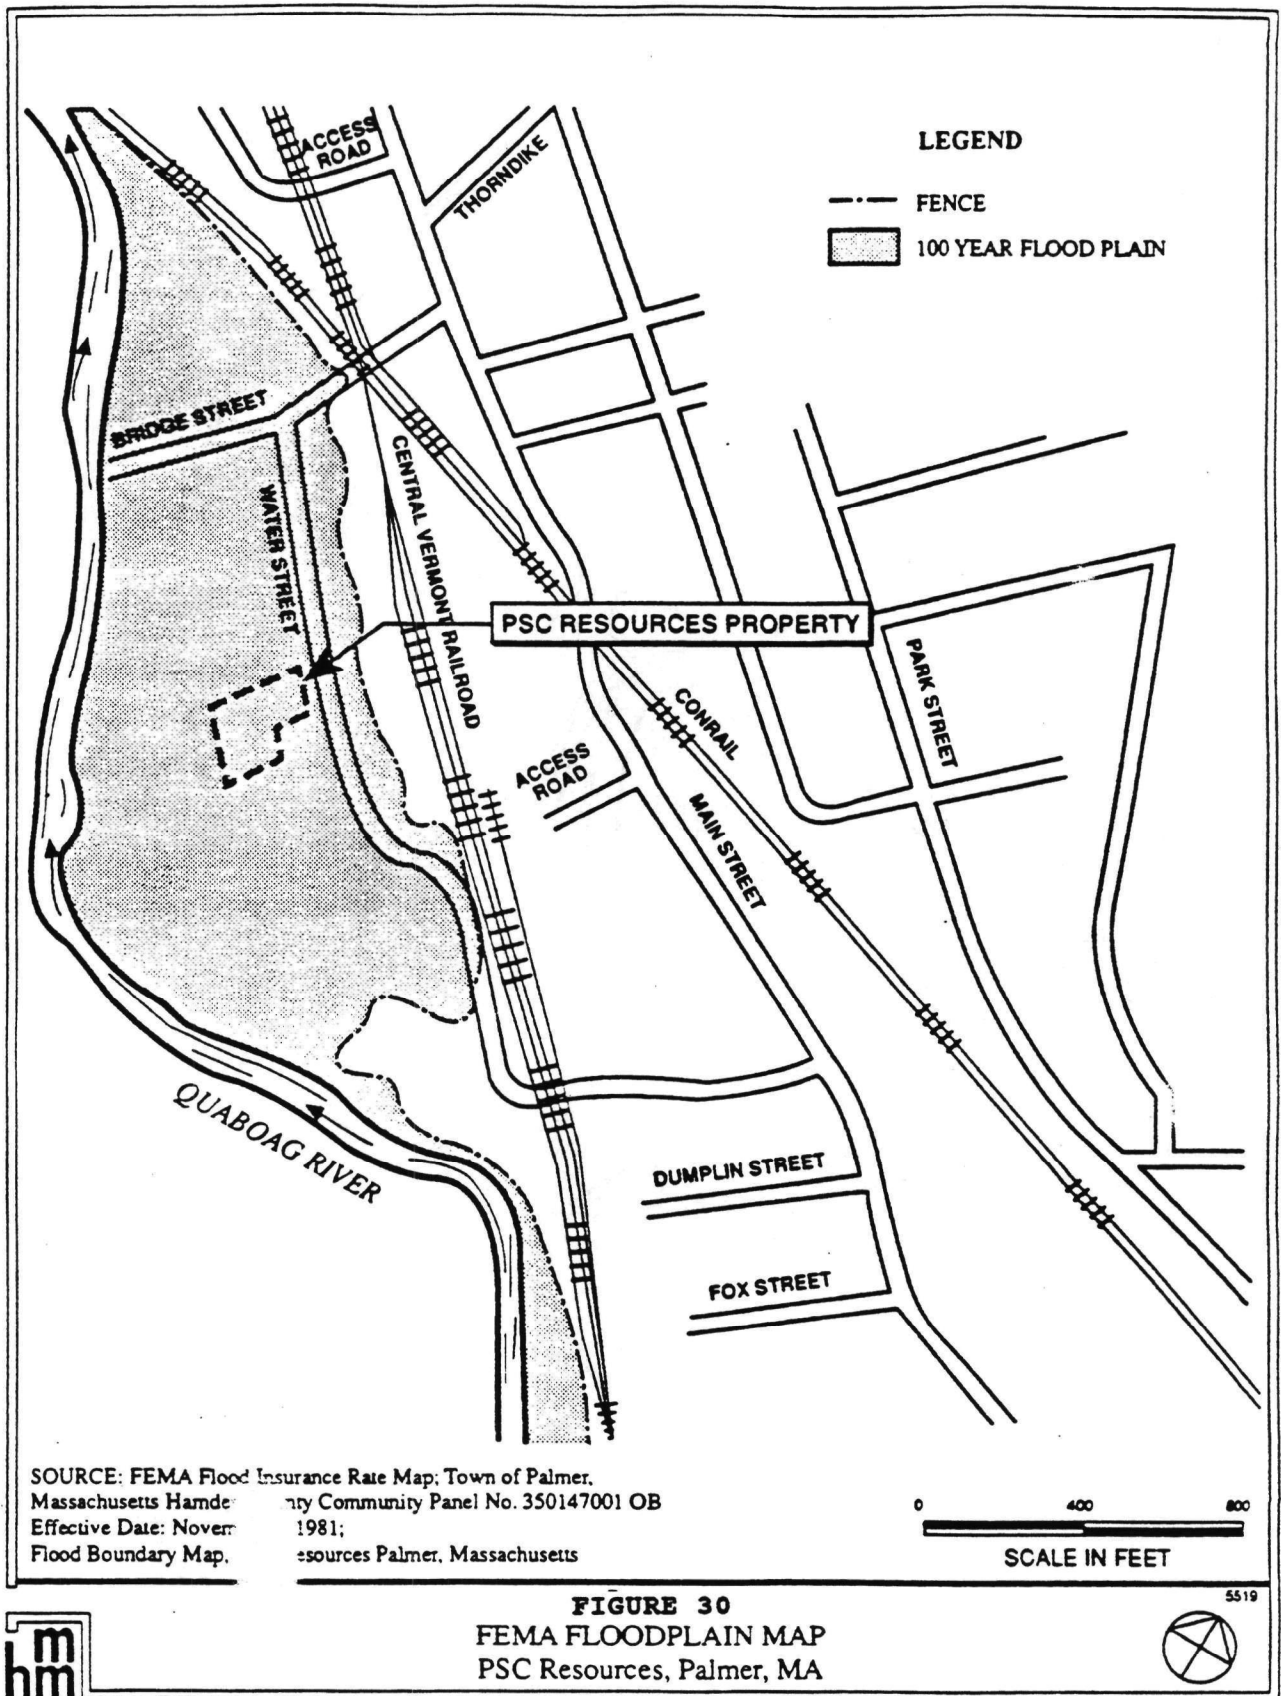 ACCESS
ROAD
THORNDIKE
LEGEND
FENCE
100 YEAR FLOOD PLAIN
BRIDGE STREET
WATER STREET
CENTRAL VERMONT RAILROAD
PSC RESOURCES PROPERTY
PARK STREET
CONRAIL
ACCESS
ROAD
MAIN STREET
QUABOAG RIVER
DUMPLIN STREET
FOX STREET
SOURCE: FEMA Flood Insurance Rate Map; Town of Palmer,
Massachusetts Hamde nty Community Panel No. 350147001 OB
Effective Date: Novem 1981;
Flood Boundary Map, esources Palmer, Massachusetts
0 400 800
SCALE IN FEET
5519
FIGURE 30
FEMA FLOODPLAIN MAP
PSC Resources, Palmer, MA
m
hm